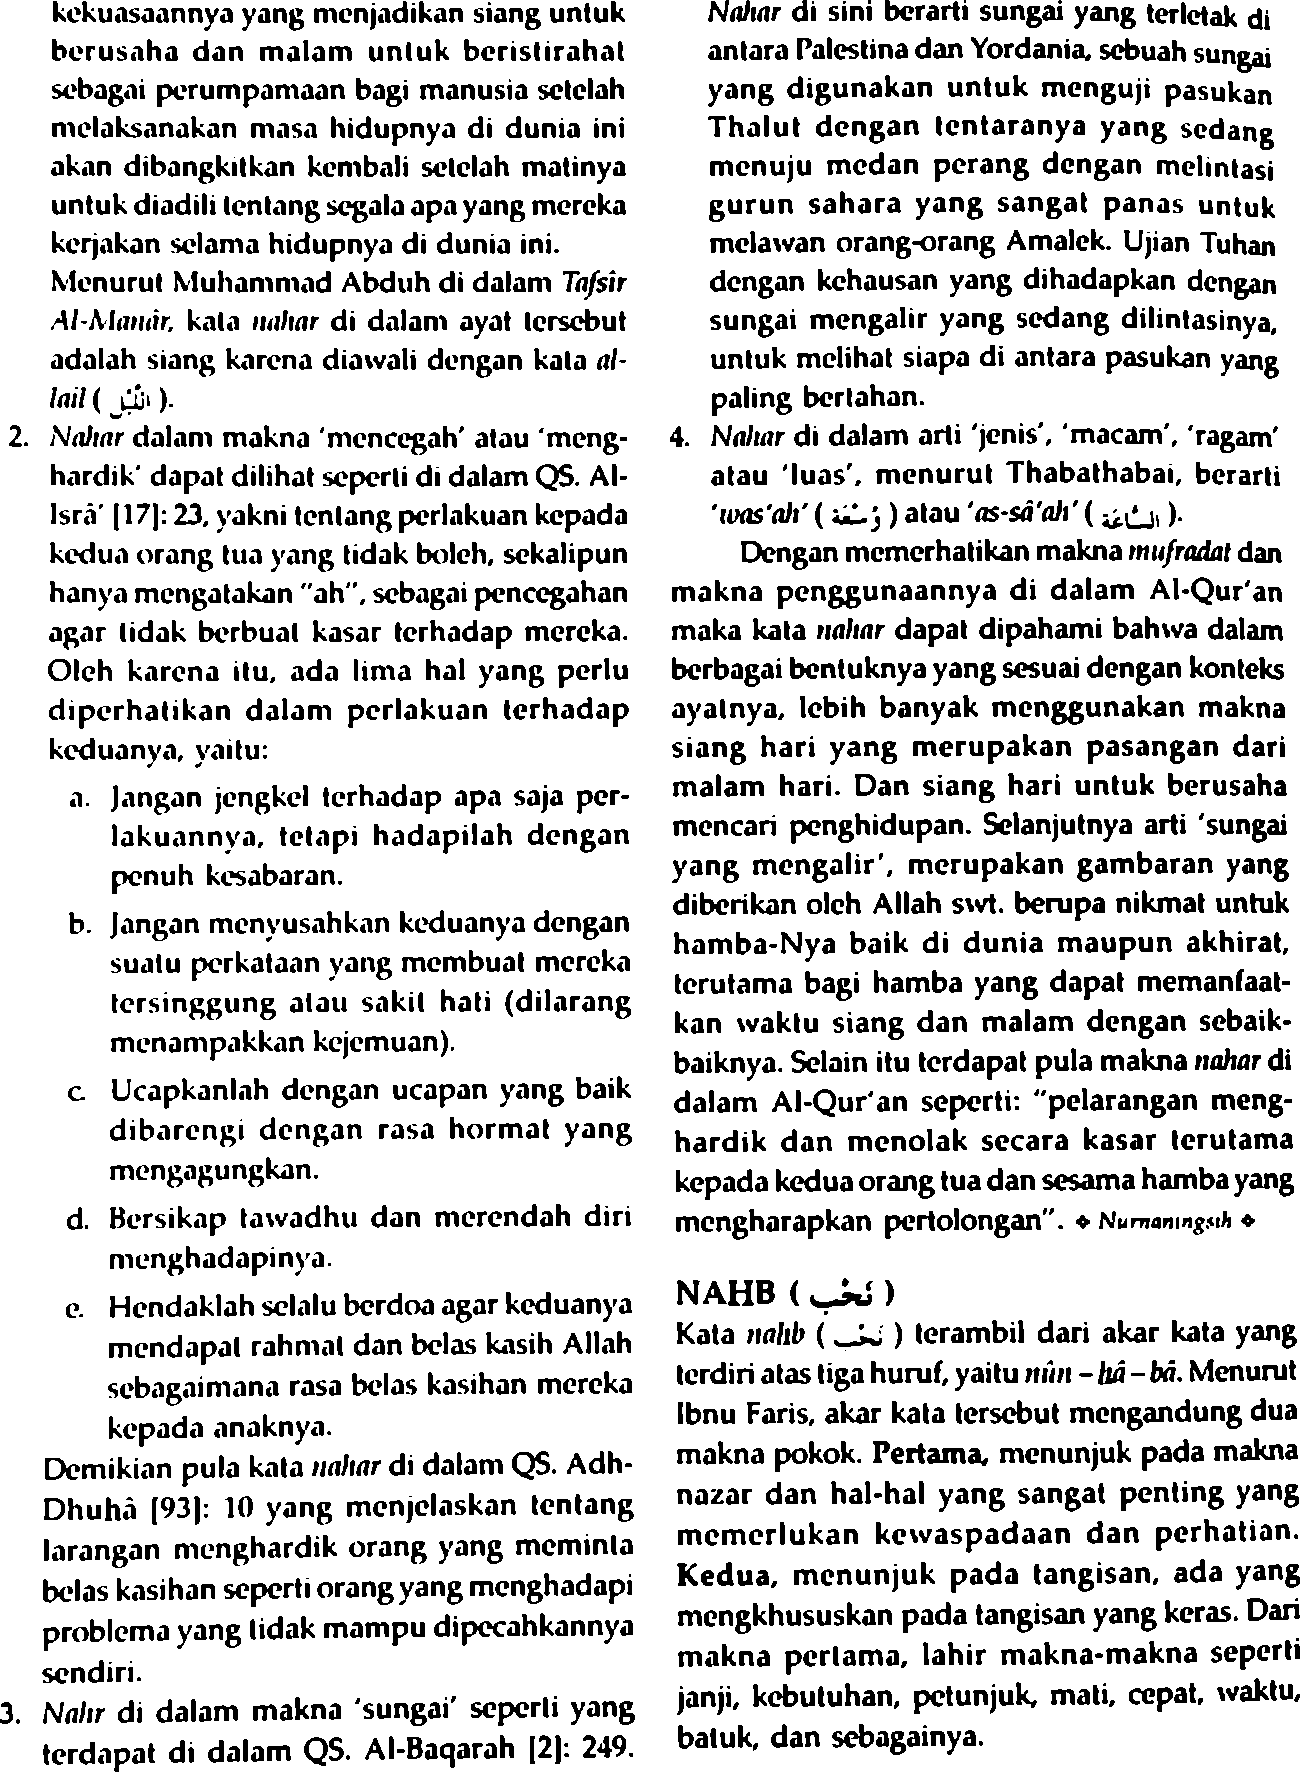 kekuasaannya yang menjadikan siang untuk
berusaha dan malam untuk beristirahat
sebagai perumpamaan bagi manusia setelah
melaksanakan masa hidupnya di dunia ini
akan dibangkitkan kembali setelah matinya
untuk diadili tentang segala apa yang mereka
kerjakan selama hidupnya di dunia ini.
Menurut Muhammad Abduh di dalam Tafsîr
Al-Manâr, kata nahar di dalam ayat tersebut
adalah siang karena diawali dengan kata al-
lail ( الَّيْل ).
2. Nahar dalam makna ‘mencegah’ atau ‘meng-
hardik’ dapat dilihat seperti di dalam QS. Al-
Isrâ’ [17]: 23, yakni tentang perlakuan kepada
kedua orang tua yang tidak boleh, sekalipun
hanya mengatakan “ah”, sebagai pencegahan
agar tidak berbuat kasar terhadap mereka.
Oleh karena itu, ada lima hal yang perlu
diperhatikan dalam perlakuan terhadap
keduanya, yaitu:
a. Jangan jengkel terhadap apa saja per-
lakuannya, tetapi hadapilah dengan
penuh kesabaran.
b. Jangan menyusahkan keduanya dengan
suatu perkataan yang membuat mereka
tersinggung atau sakit hati (dilarang
menampakkan kejemuan).
c. Ucapkanlah dengan ucapan yang baik
dibarengi dengan rasa hormat yang
mengagungkan.
d. Bersikap tawadhu dan merendah diri
menghadapinya.
e. Hendaklah selalu berdoa agar keduanya
mendapat rahmat dan belas kasih Allah
sebagaimana rasa belas kasihan mereka
kepada anaknya.
Demikian pula kata nahar di dalam QS. Adh-
Dhuhâ [93]: 10 yang menjelaskan tentang
larangan menghardik orang yang meminta
belas kasihan seperti orang yang menghadapi
problema yang tidak mampu dipecahkannya
sendiri.
3. Nahr di dalam makna ‘sungai’ seperti yang
terdapat di dalam QS. Al-Baqarah [2]: 249.
Nahar di sini berarti sungai yang terletak di
antara Palestina dan Yordania, sebuah sungai
yang digunakan untuk menguji pasukan
Thalut dengan tentaranya yang sedang
menuju medan perang dengan melintasi
gurun sahara yang sangat panas untuk
melawan orang-orang Amalek. Ujian Tuhan
dengan kehausan yang dihadapkan dengan
sungai mengalir yang sedang dilintasinya,
untuk melihat siapa di antara pasukan yang
paling bertahan.
4. Nahar di dalam arti ‘jenis’, ‘macam’, ‘ragam’
atau ‘luas’, menurut Thabathabai, berarti
‘was‘ah’ ( وُسْعَة ) atau ‘as-sâ‘ah’ ( السَّاعَة ).
Dengan memerhatikan makna mufradat dan
makna penggunaannya di dalam Al-Qur’an
maka kata nahar dapat dipahami bahwa dalam
berbagai bentuknya yang sesuai dengan konteks
ayatnya, lebih banyak menggunakan makna
siang hari yang merupakan pasangan dari
malam hari. Dan siang hari untuk berusaha
mencari penghidupan. Selanjutnya arti ‘sungai
yang mengalir’, merupakan gambaran yang
diberikan oleh Allah swt. berupa nikmat untuk
hamba-Nya baik di dunia maupun akhirat,
terutama bagi hamba yang dapat memanfaat-
kan waktu siang dan malam dengan sebaik-
baiknya. Selain itu terdapat pula makna nahar di
dalam Al-Qur’an seperti: “pelarangan meng-
hardik dan menolak secara kasar terutama
kepada kedua orang tua dan sesama hamba yang
mengharapkan pertolongan”. ❖ Nurnaningsih ❖
NAHB ( نَحْب )
Kata nahb ( نَحْب ) terambil dari akar kata yang
terdiri atas tiga huruf, yaitu nûn – hâ – bâ. Menurut
Ibnu Faris, akar kata tersebut mengandung dua
makna pokok. Pertama, menunjuk pada makna
nazar dan hal-hal yang sangat penting yang
memerlukan kewaspadaan dan perhatian.
Kedua, menunjuk pada tangisan, ada yang
mengkhususkan pada tangisan yang keras. Dari
makna pertama, lahir makna-makna seperti
janji, kebutuhan, petunjuk, mati, cepat, waktu,
batuk, dan sebagainya.